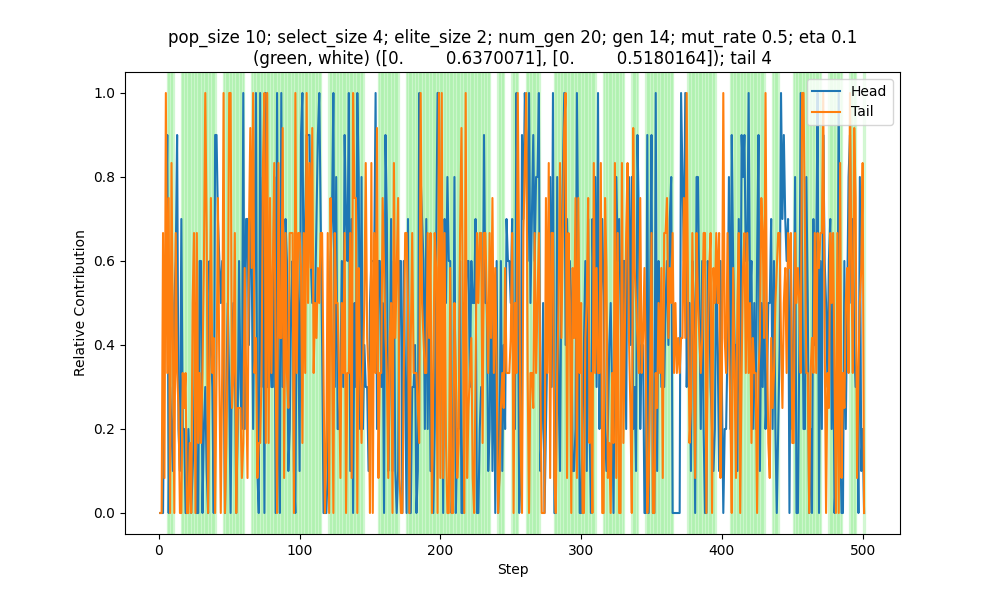 pop_size 10; select_size 4; elite_size 2; num_gen 20; gen 14; mut_rate 0.5; eta 0.1
(green, white) ([0. 0.6370071], [0. 0.5180164]); tail 4
Head
Tail
1.0
0.8
0.6
0.4
0.2
0.0
Relative Contribution
0 100 200 300 400 500
Step